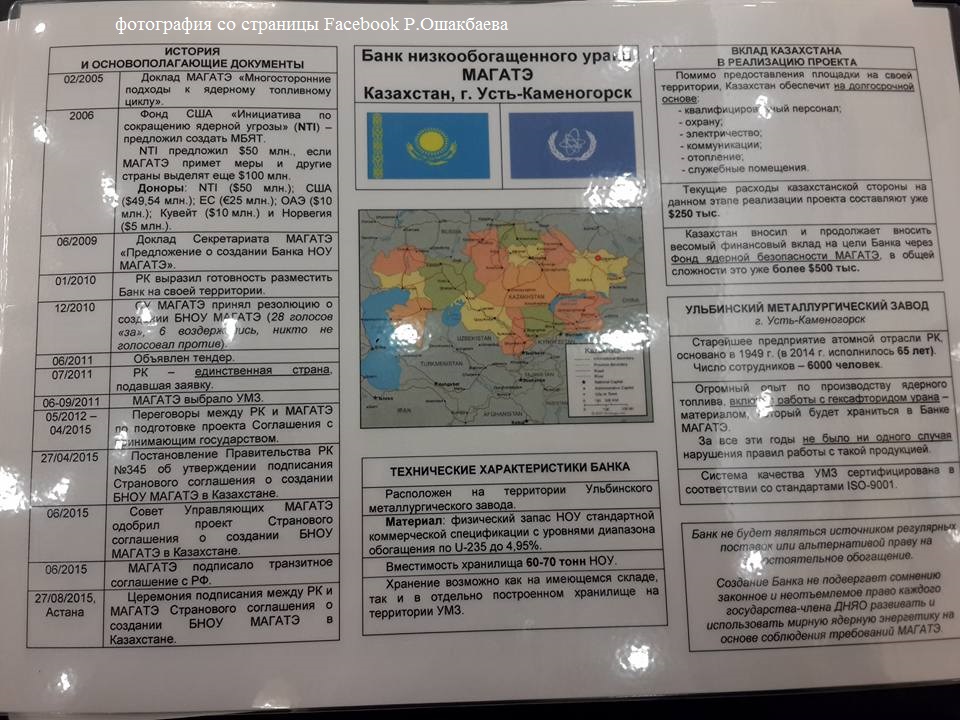 фотография со страницы Facebook Р.Ошакбаева
ИСТОРИЯ
И ОСНОВОПОЛАГАЮЩИЕ ДОКУМЕНТЫ
02/2005
Доклад МАГАТЭ «Многосторонние
подходы к ядерному топливному
циклу».
2006
Фонд США «Инициатива по
сокращению ядерной угрозы» (NTI) –
предложил создать МБЯТ.
NTI предложил $50 млн., если
МАГАТЭ примет меры и другие
страны выделят еще $100 млн.
Доноры: NTI ($50 млн.); США
($49,54 млн.); ЕС (€25 млн.); ОАЭ ($10
млн.); Кувейт ($10 млн.) и Норвегия
($5 млн.).
06/2009
Доклад Секретариата МАГАТЭ
«Предложение о создании Банка НОУ
МАГАТЭ».
01/2010
РК выразил готовность разместить
Банк на своей территории.
12/2010
СУ МАГАТЭ принял резолюцию о
создании БНОУ МАГАТЭ (28 голосов
«за», 6 воздержались, никто не
голосовал против).
06/2011
Объявлен тендер.
07/2011
РК – единственная страна,
подавшая заявку.
06-09/2011
МАГАТЭ выбрало УМЗ.
05/2012 –
04/2015
Переговоры между РК и МАГАТЭ
по подготовке проекта Соглашения с
принимающим государством.
27/04/2015
Постановление Правительства РК
№345 об утверждении подписания
Странового соглашения о создании
БНОУ МАГАТЭ в Казахстане.
06/2015
Совет Управляющих МАГАТЭ
одобрил проект Странового
соглашения о создании БНОУ
МАГАТЭ в Казахстане.
06/2015
МАГАТЭ подписало транзитное
соглашение с РФ.
27/08/2015,
Астана
Церемония подписания между РК и
МАГАТЭ Странового соглашения о
создании БНОУ МАГАТЭ в
Казахстане.
Банк низкообогащенного урана
МАГАТЭ
Казахстан, г. Усть-Каменогорск
RUSSIA
KAZAKHSTAN
CHINA
UZBEKISTAN
KYRGYZSTAN
TURKMENISTAN
TAJIKISTAN
IRAN
AFGHANISTAN
ТЕХНИЧЕСКИЕ ХАРАКТЕРИСТИКИ БАНКА
Расположен на территории Ульбинского
металлургического завода.
Материал: физический запас НОУ стандартной
коммерческой спецификации с уровнями диапазона
обогащения по U-235 до 4,95%.
Вместимость хранилища 60-70 тонн НОУ.
Хранение возможно как на имеющемся складе,
так и в отдельно построенном хранилище на
территории УМЗ.
ВКЛАД КАЗАХСТАНА
В РЕАЛИЗАЦИЮ ПРОЕКТА
Помимо предоставления площадки на своей
территории, Казахстан обеспечит на долгосрочной
основе:
- квалифицированный персонал;
- охрану;
- электричество;
- коммуникации;
- отопление;
- служебные помещения.
Текущие расходы казахстанской стороны на
данном этапе реализации проекта составляют уже
$250 тыс.
Казахстан вносил и продолжает вносить
весомый финансовый вклад на цели Банка через
Фонд ядерной безопасности МАГАТЭ, в общей
сложности это уже более $500 тыс.
УЛЬБИНСКИЙ МЕТАЛЛУРГИЧЕСКИЙ ЗАВОД
г. Усть-Каменогорск
Старейшее предприятие атомной отрасли РК,
основано в 1949 г. (в 2014 г. исполнилось 65 лет).
Число сотрудников – 6000 человек.
Огромный опыт по производству ядерного
топлива, включая работы с гексафторидом урана –
материалом, который будет храниться в Банке
МАГАТЭ.
За все эти годы не было ни одного случая
нарушения правил работы с такой продукцией.
Система качества УМЗ сертифицирована в
соответствии со стандартами ISO-9001.
Банк не будет являться источником регулярных
поставок или альтернативой праву на
самостоятельное обогащение.
Создание Банка не подвергает сомнению
законное и неотъемлемое право каждого
государства-члена ДНЯО развивать и
использовать мирную ядерную энергетику на
основе соблюдения требований МАГАТЭ.